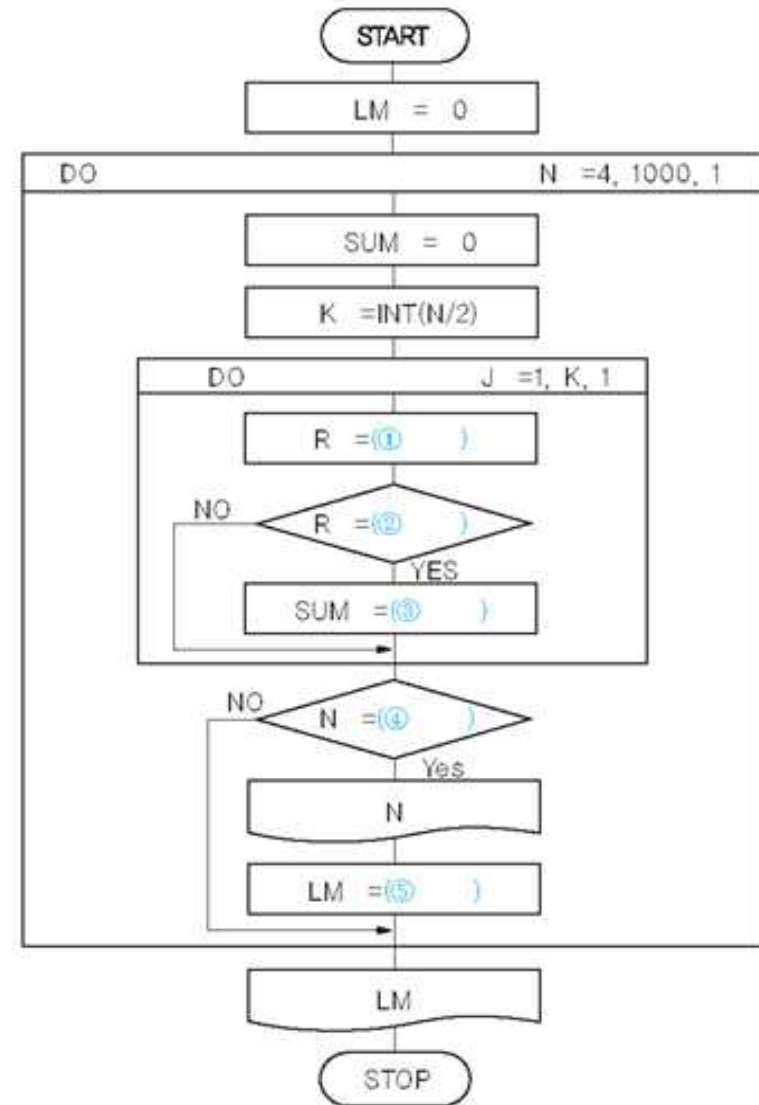 START
LM = 0
DO N =4, 1000, 1
SUM = 0
K =INT(N/2)
DO J =1, K, 1
R =(① )
NO
R =(② )
YES
SUM =(③ )
NO
N =(④ )
Yes
N
LM =(⑤ )
LM
STOP